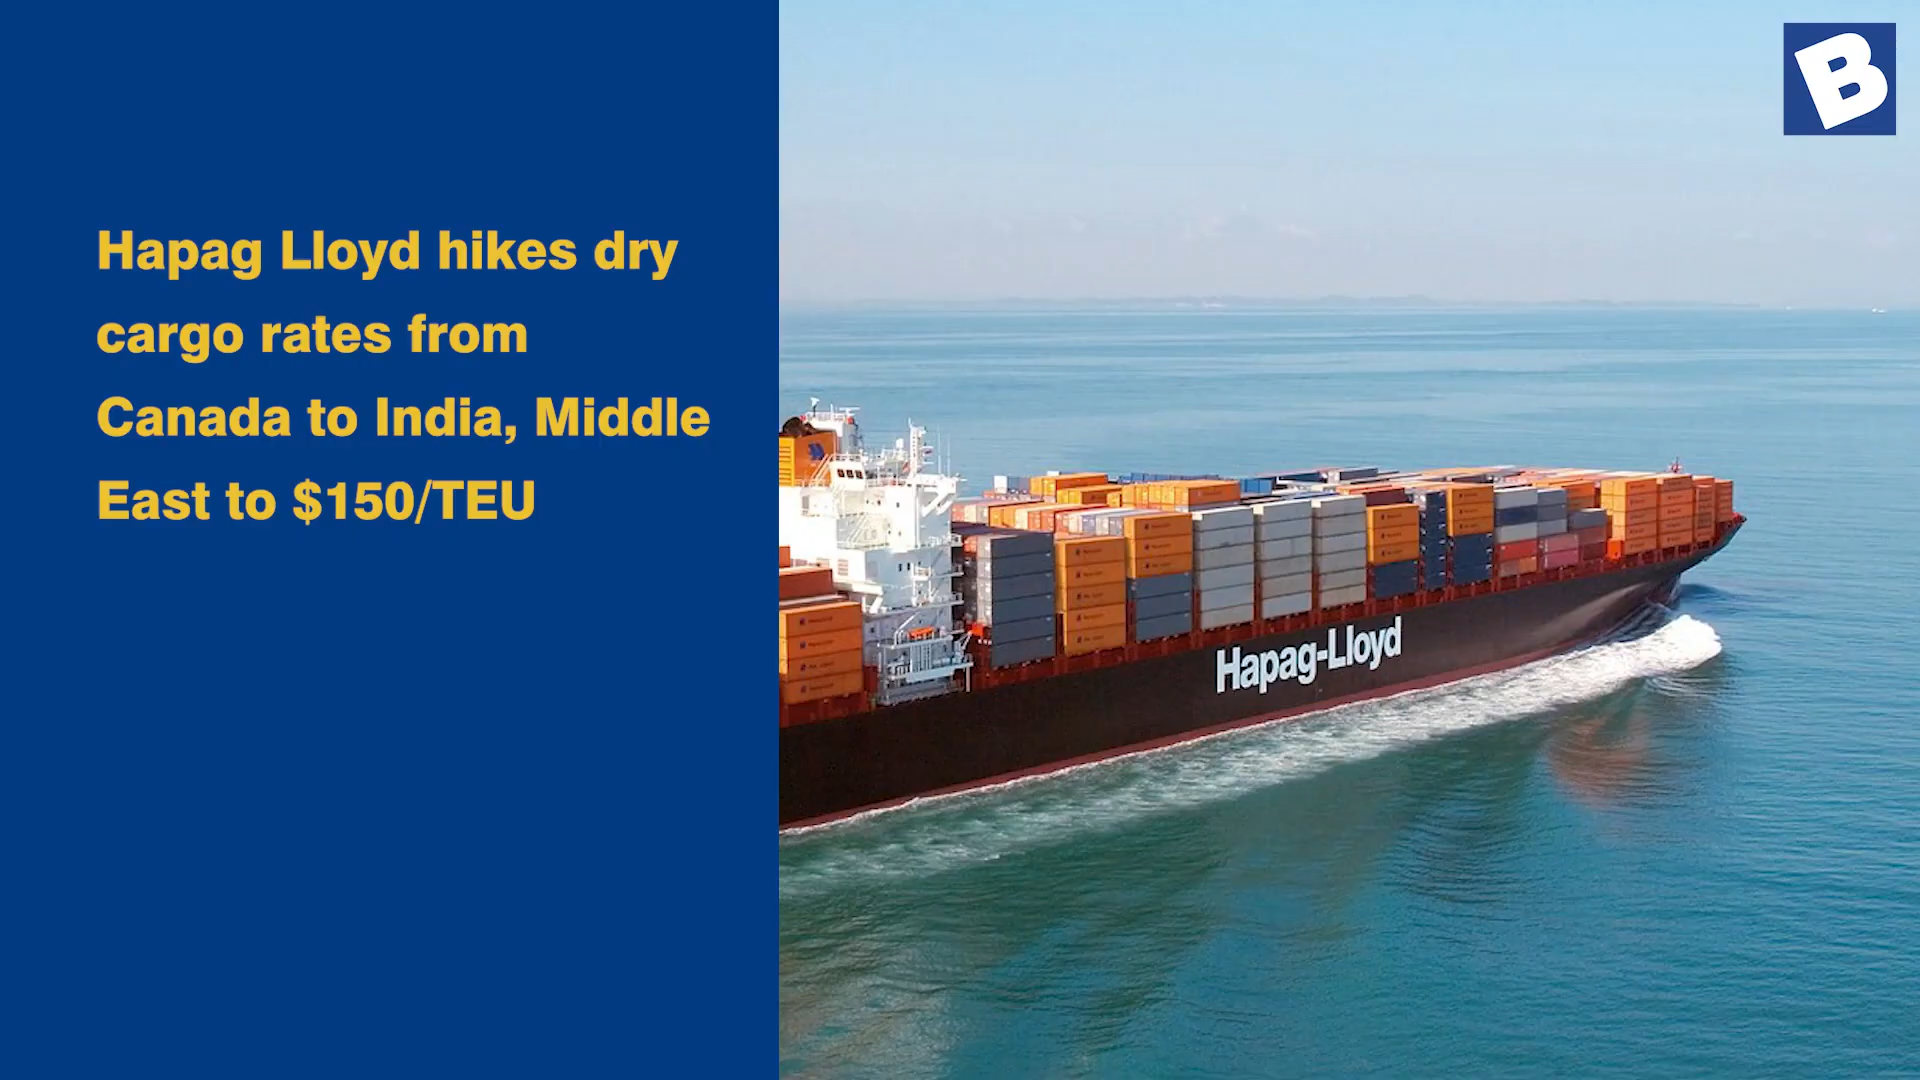 Hapag Lloyd hikes dry
cargo rates from
Canada to India, Middle
East to $150/TEU
B
Hapag-Lloyd